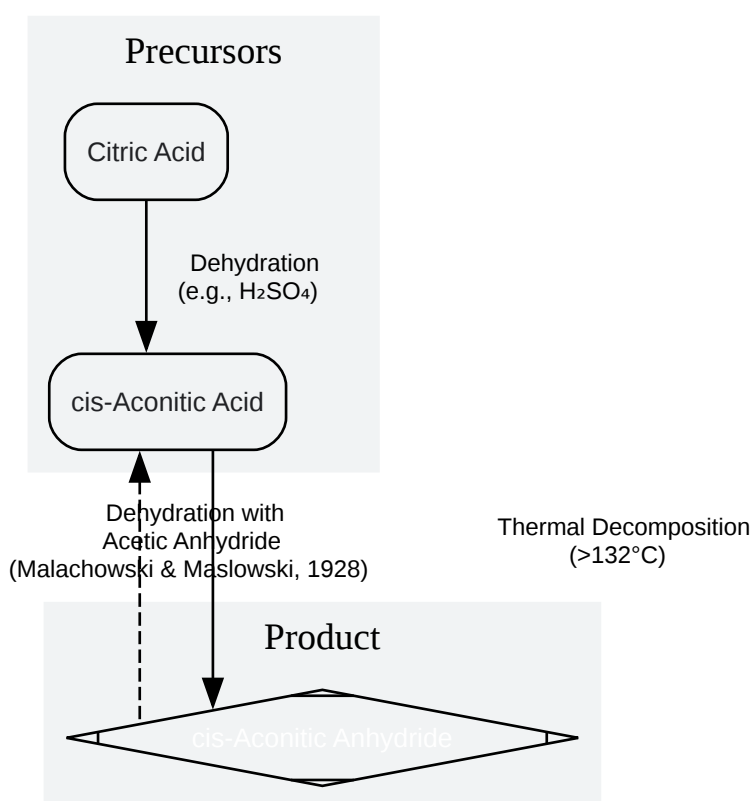 Precursors
Citric Acid
Dehydration
(e.g., H₂SO₄)
cis-Aconitic Acid
Dehydration with
Acetic Anhydride
(Malachowski & Maslowski, 1928)
Thermal Decomposition
(>132°C)
Product
cis-Aconitic Anhydride